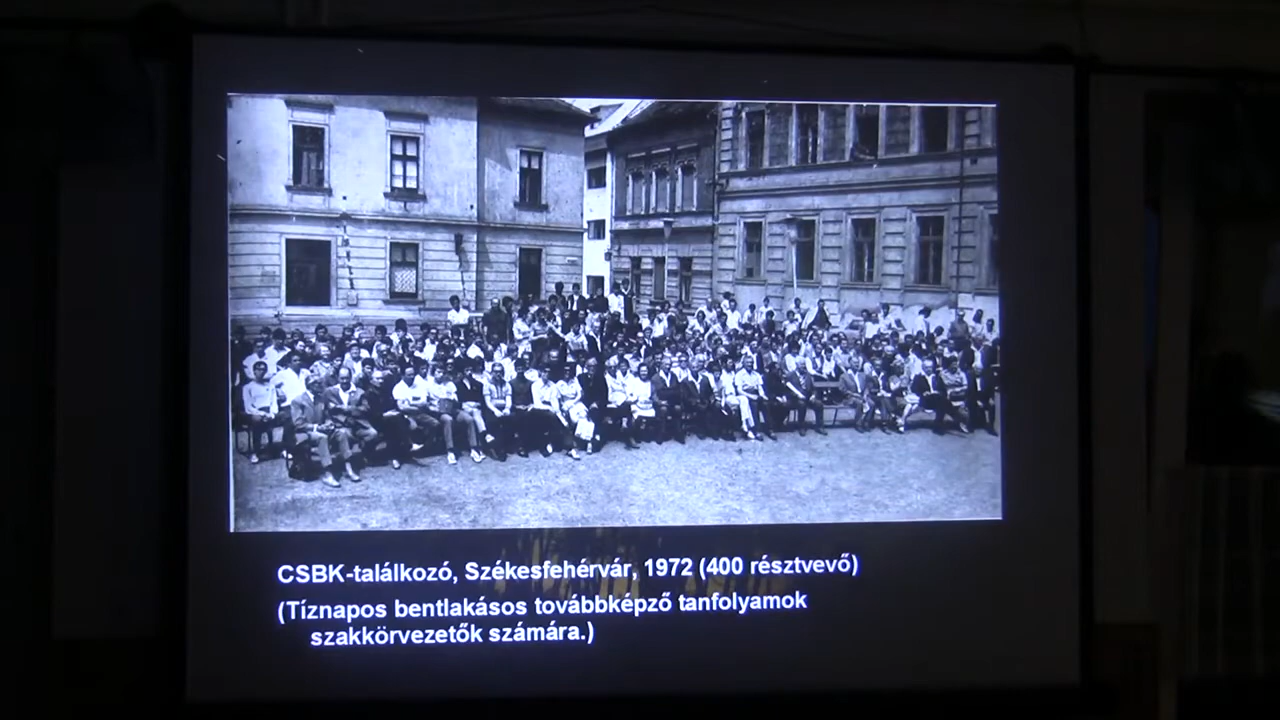 CSBK-találkozó, Székesfehérvár, 1972 (400 résztvevő)
(Tíznapos bentlakásos továbbképző tanfolyamok
szakkörvezetők számára.)